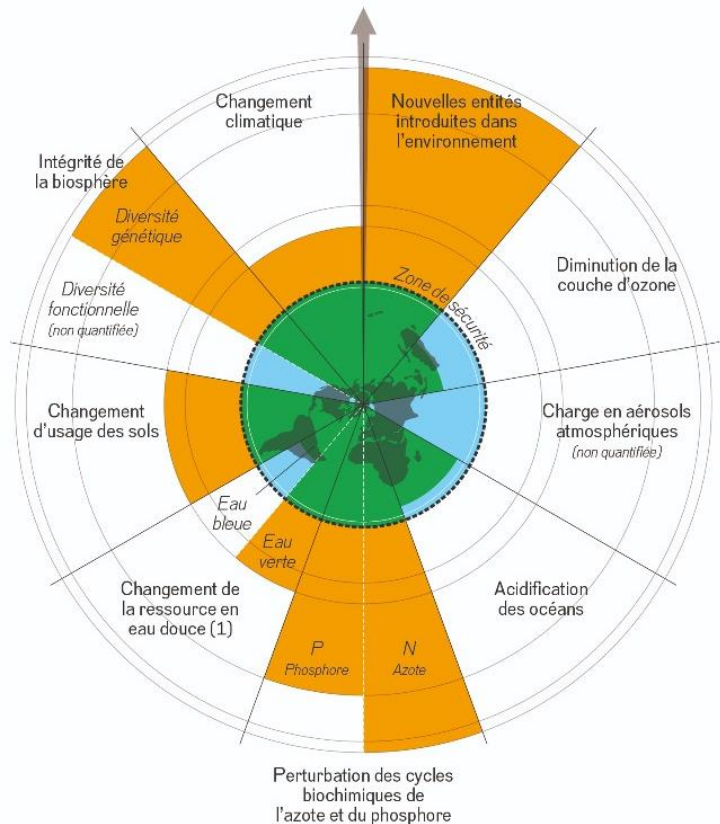 Changement
climatique
Nouvelles entités
introduites dans
l'environnement
Intégrité de
la biosphère
Diversité
génétique
Zone de sécurité
Diminution de la
couche d'ozone
Diversité
fonctionnelle
(non quantifiée)
Changement
d'usage des sols
Charge en aérosols
atmosphériques
(non quantifiée)
Eau
bleue
Eau
verte
Changement de
la ressource en
eau douce (1)
Acidification
des océans
P
Phosphore
N
Azote
Perturbation des cycles
biochimiques de
l'azote et du phosphore